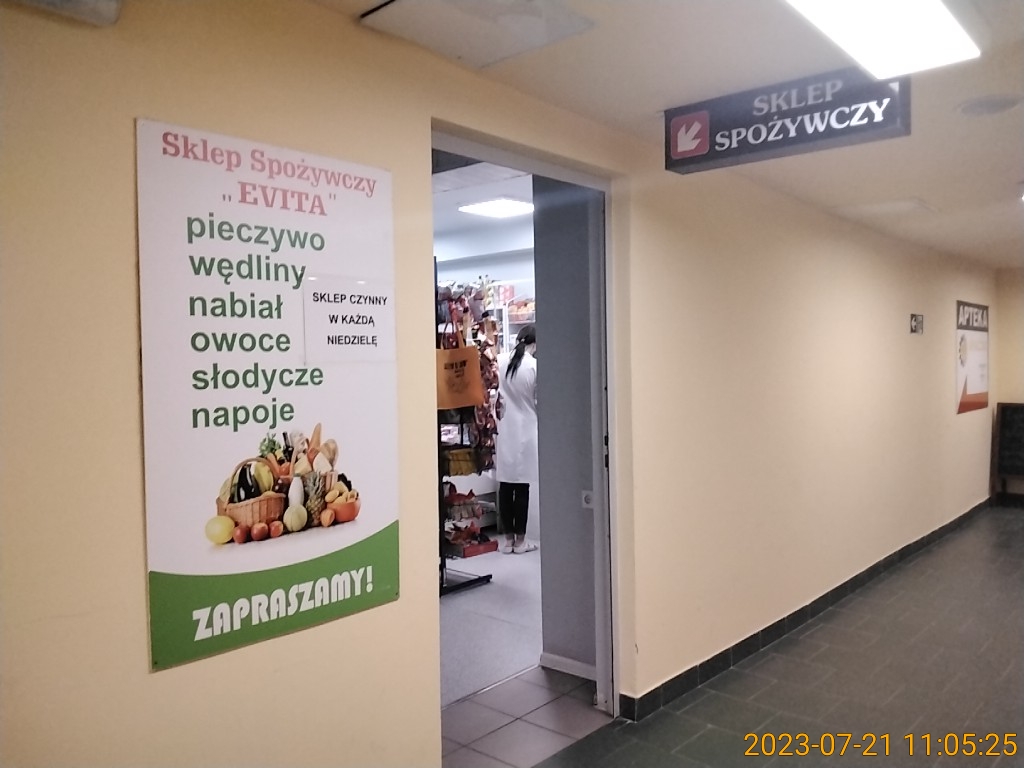 Sklep Spożywczy
„EVITA"
pieczywo
wędliny
nabiał
owoce
słodycze
napoje
SKLEP CZYNNY
W KAŻDĄ
NIEDZIELĘ
ZAPRASZAMY!
SKLEP
SPOŻYWCZY
APTEKA
2023-07-21 11:05:25